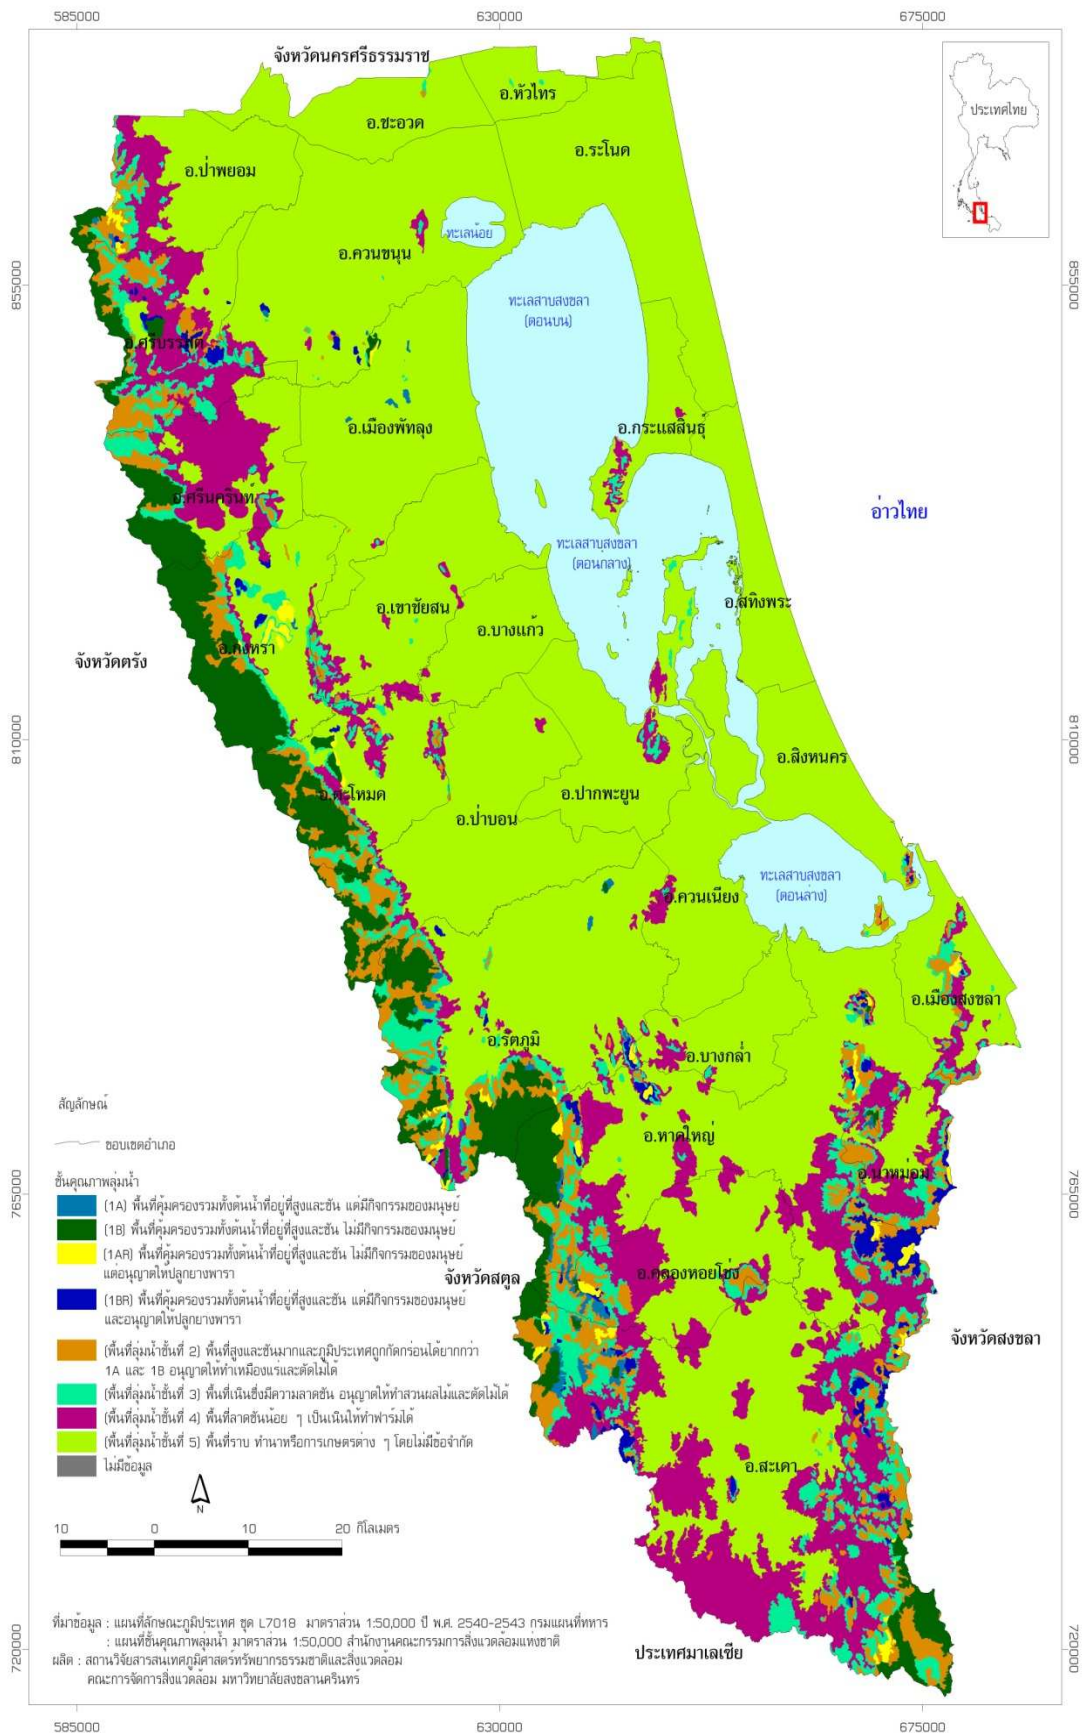 585000
630000
675000
จังหวัดนครศรีธรรมราช
อ.หัวไทร
อ.ชะอวด
อ.ระโนด
ประเทศไทย
อ.ป่าพยอม
ทะเลน้อย
อ.ควนขนุน
855000
855000
ทะเลสาบสงขลา
(ตอนบน)
อ.ศรีบรรพต
อ.เมืองพัทลุง
อ.กระแสสินธุ์
อ.ศรีนครินทร์
อ่าวไทย
ทะเลสาบสงขลา
(ตอนกลาง)
อ.สทิงพระ
อ.เขาชัยสน
อ.บางแก้ว
อ.กงหรา
จังหวัดตรัง
810000
810000
อ.สิงหนคร
อ.ตะโหมด
อ.ปากพะยูน
อ.ป่าบอน
ทะเลสาบสงขลา
(ตอนล่าง)
อ.ควนเนียง
อ.เมืองสงขลา
อ.รัตภูมิ
อ.บางกล่ำ
สัญลักษณ์
ขอบเขตอำเภอ
อ.หาดใหญ่
อ.นาหม่อม
ชั้นคุณภาพลุ่มน้ำ
765000
765000
(1A) พื้นที่คุ้มครองรวมทั้งต้นน้ำที่อยู่ที่สูงและชัน แต่มีกิจกรรมของมนุษย์
(1B) พื้นที่คุ้มครองรวมทั้งต้นน้ำที่อยู่ที่สูงและชัน ไม่มีกิจกรรมของมนุษย์
(1AR) พื้นที่คุ้มครองรวมทั้งต้นน้ำที่อยู่ที่สูงและชัน ไม่มีกิจกรรมของมนุษย์
แต่อนุญาตให้ปลูกยางพารา
จังหวัดสตูล
อ.คลองหอยโข่ง
(1BR) พื้นที่คุ้มครองรวมทั้งต้นน้ำที่อยู่ที่สูงและชัน แต่มีกิจกรรมของมนุษย์
และอนุญาตให้ปลูกยางพารา
จังหวัดสงขลา
(พื้นที่ลุ่มน้ำชั้นที่ 2) พื้นที่สูงและชันมากและภูมิประเทศถูกกัดกร่อนได้ยากกว่า
1A และ 1B อนุญาตให้ทำเหมืองแร่และตัดไม้ได้
(พื้นที่ลุ่มน้ำชั้นที่ 3) พื้นที่เนินซึ่งมีความลาดชัน อนุญาตให้ทำสวนผลไม้และตัดไม้ได้
(พื้นที่ลุ่มน้ำชั้นที่ 4) พื้นที่ลาดชันน้อย ๆ เป็นเนินให้ทำฟาร์มได้
(พื้นที่ลุ่มน้ำชั้นที่ 5) พื้นที่ราบ ทำนาหรือการเกษตรต่าง ๆ โดยไม่มีข้อจำกัด
ไม่มีข้อมูล
อ.สะเดา
N
10 0 10 20 กิโลเมตร
ที่มาข้อมูล : แผนที่ลักษณะภูมิประเทศ ชุด L7018 มาตราส่วน 1:50,000 ปี พ.ศ. 2540-2543 กรมแผนที่ทหาร
: แผนที่ชั้นคุณภาพลุ่มน้ำ มาตราส่วน 1:50,000 สำนักงานคณะกรรมการสิ่งแวดล้อมแห่งชาติ
ผลิต : สถานวิจัยสารสนเทศภูมิศาสตร์ทรัพยากรธรรมชาติและสิ่งแวดล้อม
คณะการจัดการสิ่งแวดล้อม มหาวิทยาลัยสงขลานครินทร์
ประเทศมาเลเซีย
720000
720000
585000
630000
675000